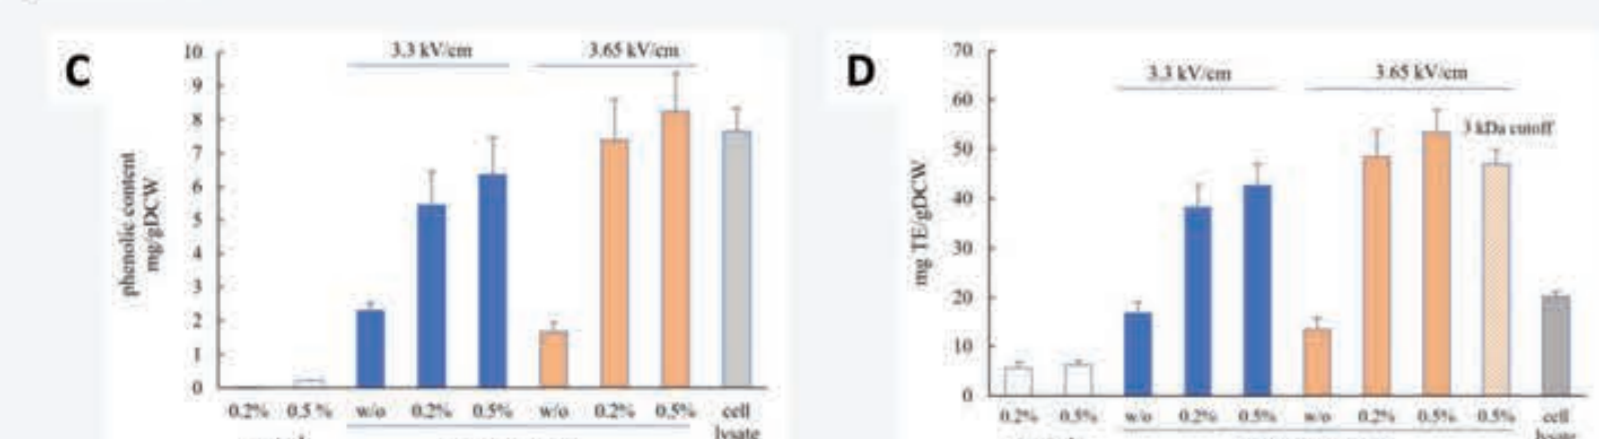 C
3.3 kV/cm
3.65 kV/cm
10
9
8
7
6
5
4
3
2
1
0
phenolic content
mg/gDCW
0.2% 0.5 % w/o 0.2% 0.5% w/o 0.2% 0.5% cell
lysate
D
3.3 kV/cm
3.65 kV/cm
3 kDa cutoff
70
60
50
40
30
20
10
0
mg TE/gDCW
0.2% 0.5% w/o 0.2% 0.5% w/o 0.2% 0.5% 0.5% cell
lysate